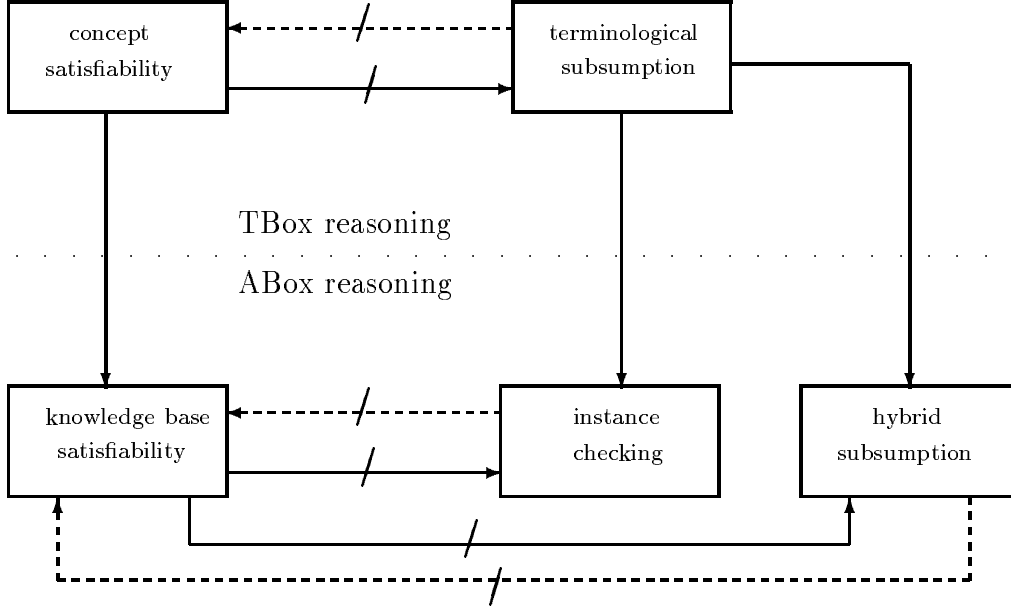 concept
satisfiability
terminological
subsumption
TBox reasoning
ABox reasoning
knowledge base
satisfiability
instance
checking
hybrid
subsumption